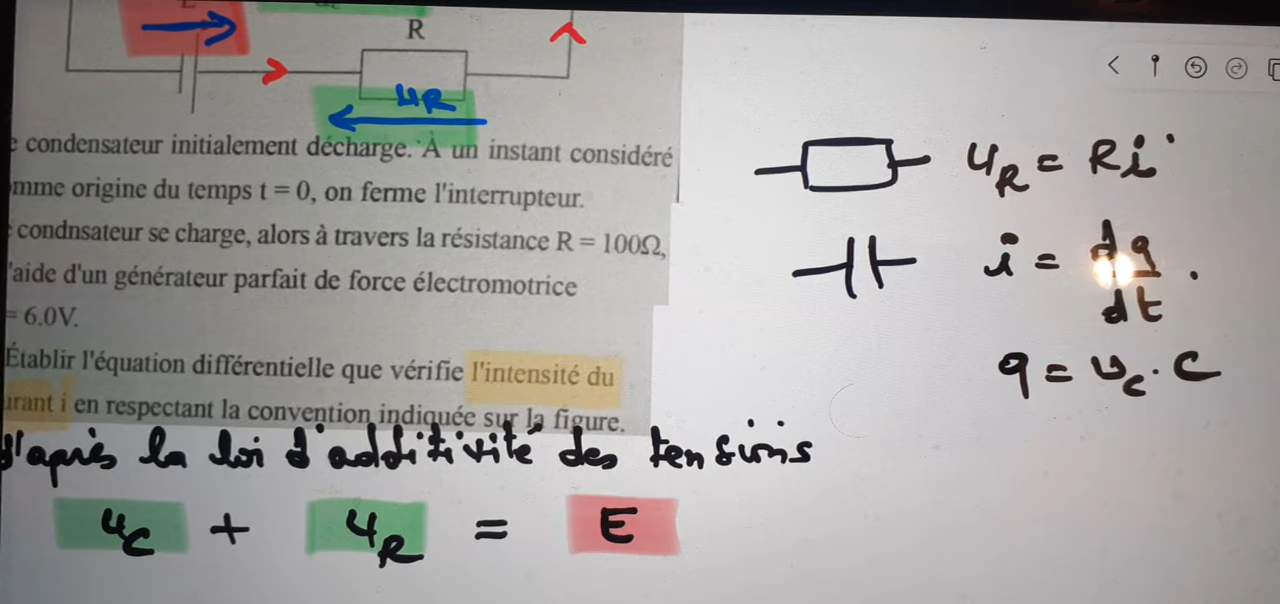 R
uR
condensateur initialement décharge. À un instant considéré
mme origine du temps t = 0, on ferme l'interrupteur.
condnsateur se charge, alors à travers la résistance R = 100Ω,
'aide d'un générateur parfait de force électromotrice
= 6.0V.
Établir l'équation différentielle que vérifie l'intensité du
urant i en respectant la convention indiquée sur la figure.
d'après la loi d'additivité des tensions
uC + uR = E
uR = Ri
i = dq/dt.
q = uC . C